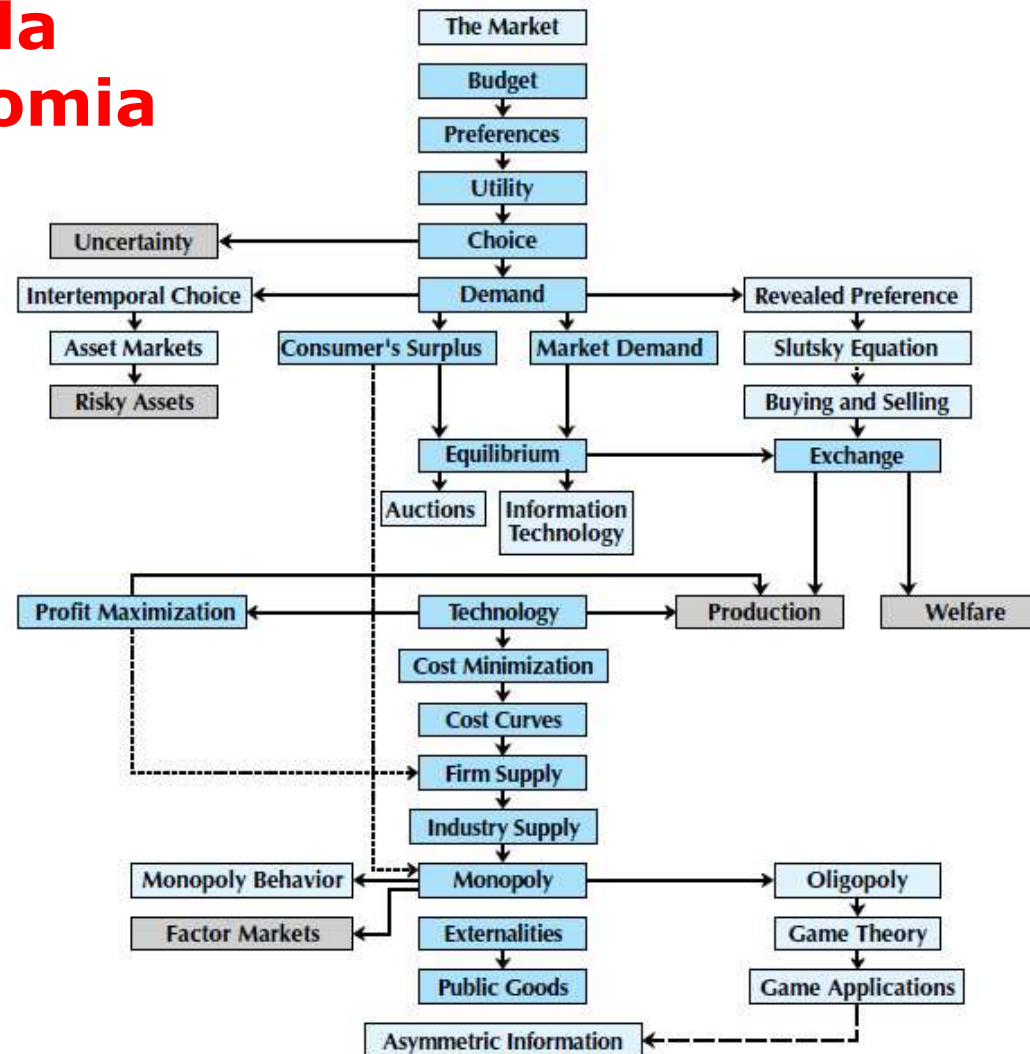 da
omia
The Market
Budget
Preferences
Utility
Uncertainty
Choice
Intertemporal Choice
Demand
Revealed Preference
Asset Markets
Consumer's Surplus
Market Demand
Slutsky Equation
Risky Assets
Buying and Selling
Equilibrium
Exchange
Auctions
Information
Technology
Profit Maximization
Technology
Production
Welfare
Cost Minimization
Cost Curves
Firm Supply
Industry Supply
Monopoly Behavior
Monopoly
Oligopoly
Factor Markets
Externalities
Game Theory
Public Goods
Game Applications
Asymmetric Information